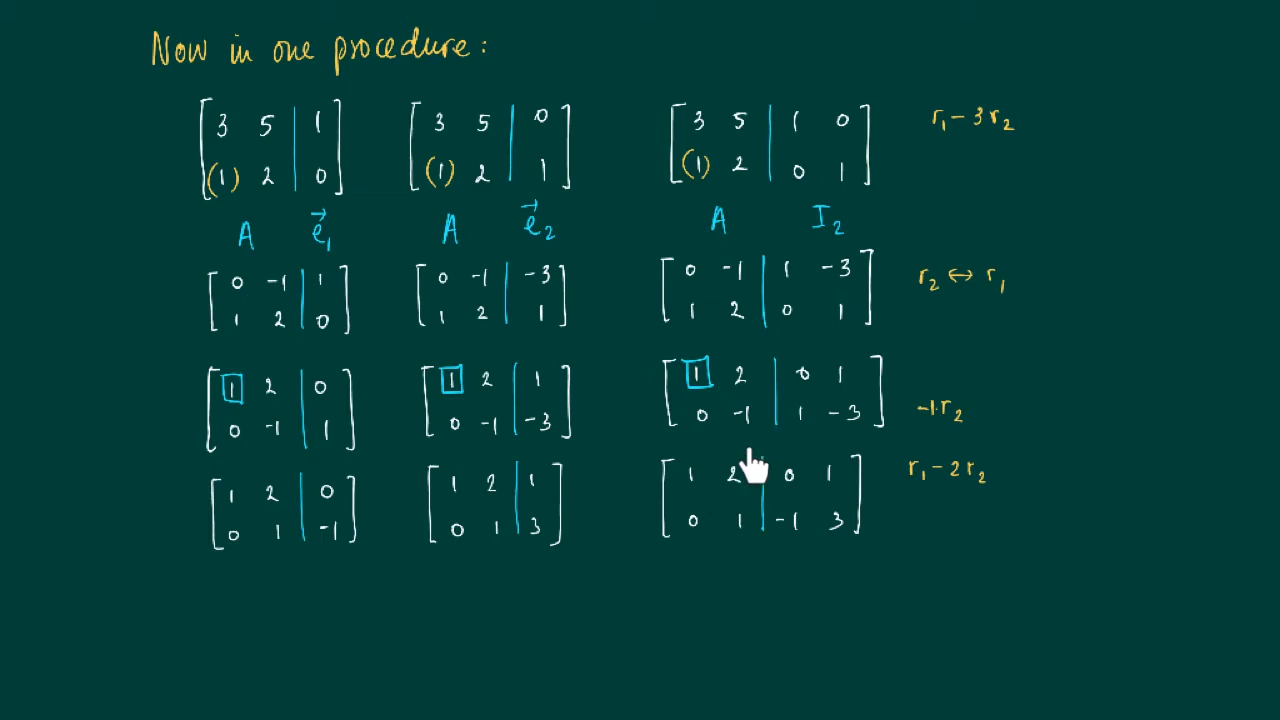 Now in one procedure:
[ 3 5 | 1 ] [ 3 5 | 0 ] [ 3 5 | 1 0 ] r₁ - 3r₂
[ (1) 2 | 0 ] [ (1) 2 | 1 ] [ (1) 2 | 0 1 ]
A e⃗₁ A e⃗₂ A I₂
[ 0 -1 | 1 ] [ 0 -1 | -3 ] [ 0 -1 | 1 -3 ] r₂ ↔ r₁
[ 1 2 | 0 ] [ 1 2 | 1 ] [ 1 2 | 0 1 ]
[ 1 2 | 0 ] [ 1 2 | 1 ] [ 1 2 | 0 1 ]
[ 0 -1 | 1 ] [ 0 -1 | -3 ] [ 0 -1 | 1 -3 ] -1·r₂
[ 1 2 | 0 ] [ 1 2 | 1 ] [ 1 2 | 0 1 ] r₁ - 2r₂
[ 0 1 | -1 ] [ 0 1 | 3 ] [ 0 1 | -1 3 ]